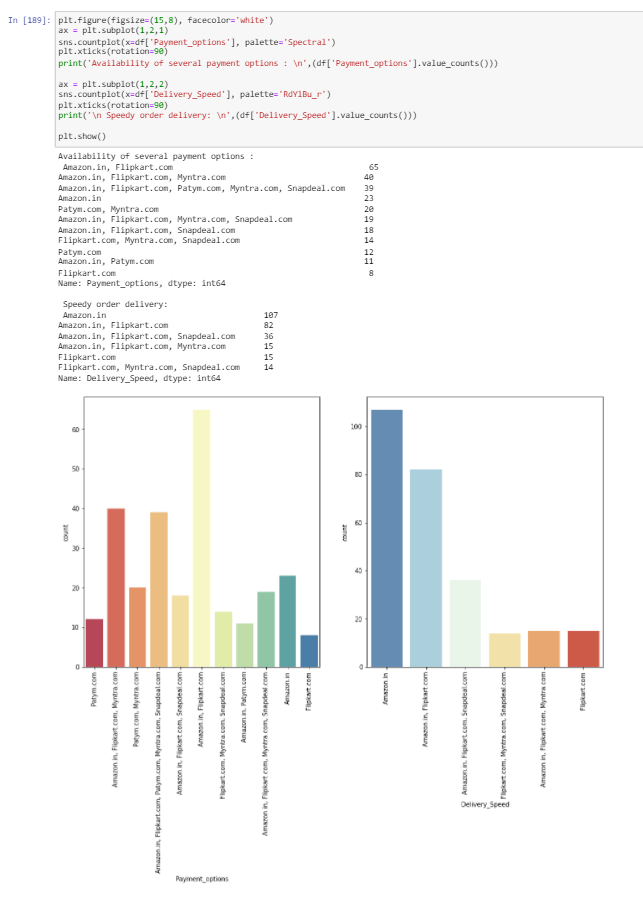 In [189]: plt.figure(figsize=(15,8), facecolor='white')
ax = plt.subplot(1,2,1)
sns.countplot(x=df['Payment_options'], palette='Spectral')
plt.xticks(rotation=90)
print('Availability of several payment options : \n',(df['Payment_options'].value_counts()))
ax = plt.subplot(1,2,2)
sns.countplot(x=df['Delivery_Speed'], palette='RdYlBu_r')
plt.xticks(rotation=90)
print('\n Speedy order delivery: \n',(df['Delivery_Speed'].value_counts()))
plt.show()
Availability of several payment options :
Amazon.in, Flipkart.com 65
Amazon.in, Flipkart.com, Myntra.com 40
Amazon.in, Flipkart.com, Patym.com, Myntra.com, Snapdeal.com 39
Amazon.in 23
Patym.com, Myntra.com 20
Amazon.in, Flipkart.com, Myntra.com, Snapdeal.com 19
Amazon.in, Flipkart.com, Snapdeal.com 18
Flipkart.com, Myntra.com, Snapdeal.com 14
Patym.com 12
Amazon.in, Patym.com 11
Flipkart.com 8
Name: Payment_options, dtype: int64
Speedy order delivery:
Amazon.in 107
Amazon.in, Flipkart.com 82
Amazon.in, Flipkart.com, Snapdeal.com 36
Amazon.in, Flipkart.com, Myntra.com 15
Flipkart.com 15
Flipkart.com, Myntra.com, Snapdeal.com 14
Name: Delivery_Speed, dtype: int64
60
50
40
30
20
10
0
count
Patym.com
Amazon.in, Flipkart.com, Myntra.com
Patym.com, Myntra.com
Amazon.in, Flipkart.com, Patym.com, Myntra.com, Snapdeal.com
Amazon.in, Flipkart.com, Snapdeal.com
Amazon.in, Flipkart.com
Flipkart.com, Myntra.com, Snapdeal.com
Amazon.in, Patym.com
Amazon.in, Flipkart.com, Myntra.com, Snapdeal.com
Amazon.in
Flipkart.com
Payment_options
100
80
60
40
20
0
count
Amazon.in
Amazon.in, Flipkart.com
Amazon.in, Flipkart.com, Snapdeal.com
Flipkart.com, Myntra.com, Snapdeal.com
Amazon.in, Flipkart.com, Myntra.com
Flipkart.com
Delivery_Speed